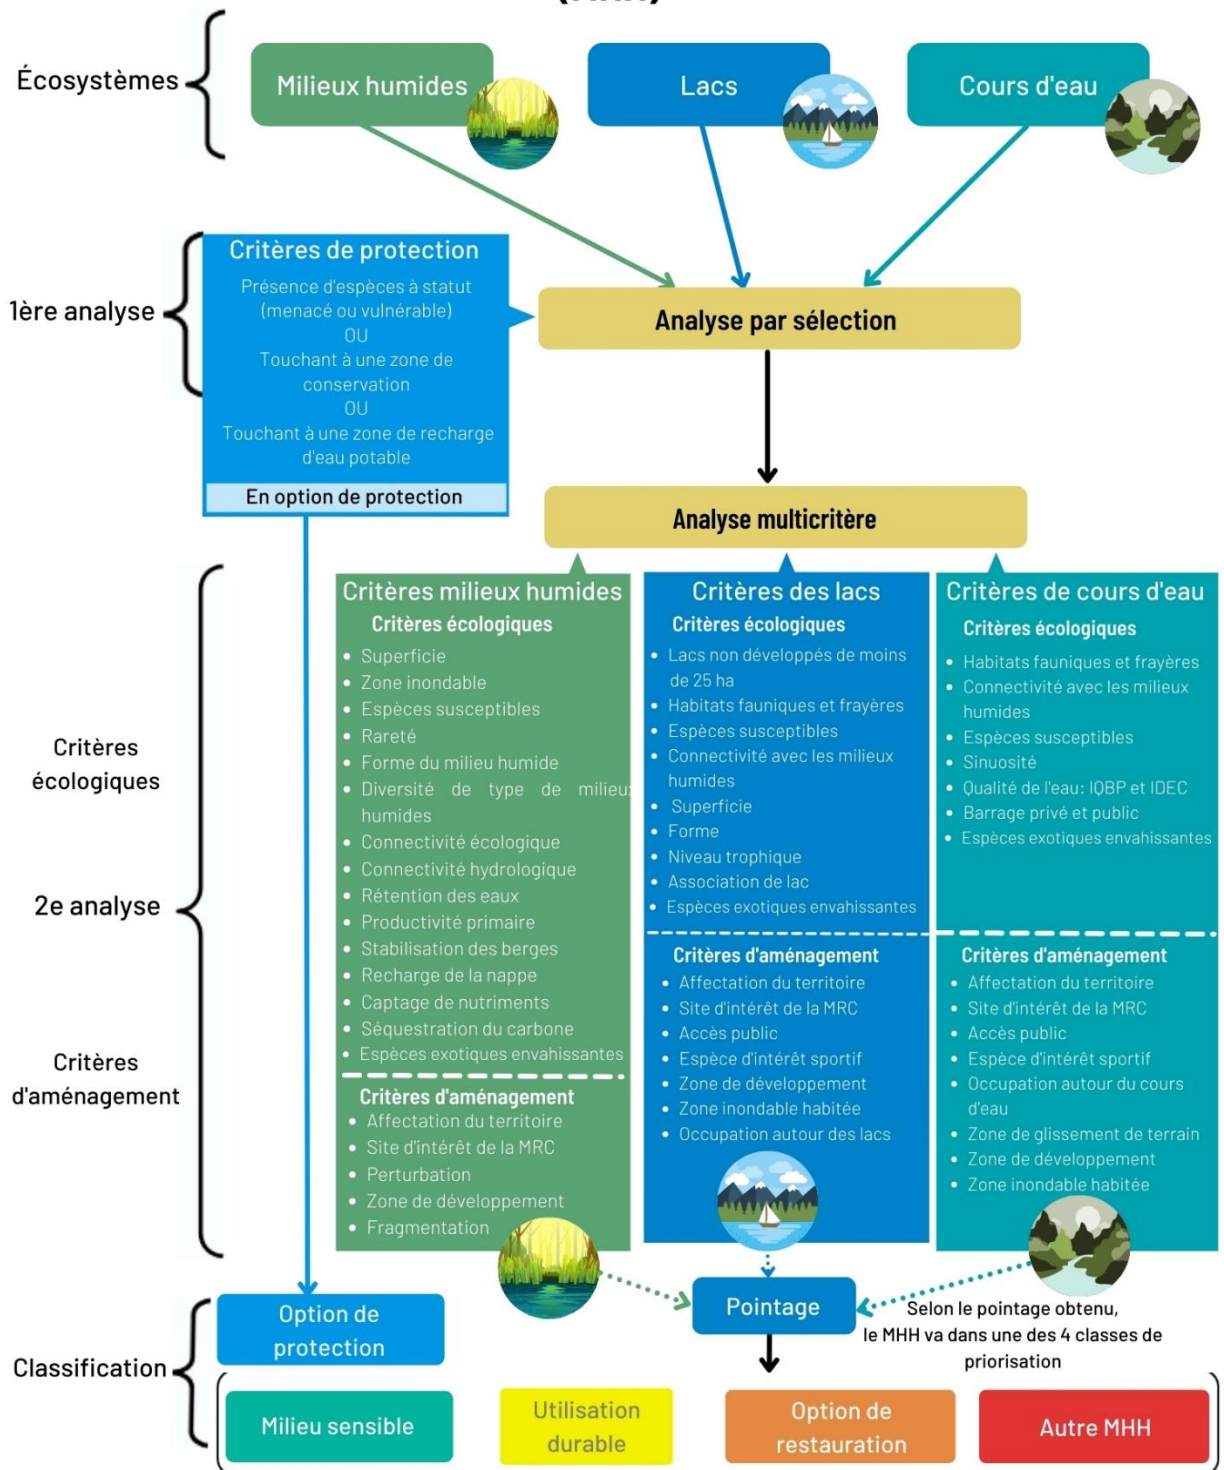 Écosystèmes
Milieux humides
Lacs
Cours d'eau
1ère analyse
Critères de protection
Présence d'espèces à statut
(menacé ou vulnérable)
OU
Touchant à une zone de
conservation
OU
Touchant à une zone de recharge
d'eau potable
En option de protection
Analyse par sélection
Analyse multicritère
Critères
écologiques
2e analyse
Critères
d'aménagement
Critères milieux humides
Critères écologiques
• Superficie
• Zone inondable
• Espèces susceptibles
• Rareté
• Forme du milieu humide
• Diversité de type de milieux
humides
• Connectivité écologique
• Connectivité hydrologique
• Rétention des eaux
• Productivité primaire
• Stabilisation des berges
• Recharge de la nappe
• Captage de nutriments
• Séquestration du carbone
• Espèces exotiques envahissantes
Critères d'aménagement
• Affectation du territoire
• Site d'intérêt de la MRC
• Perturbation
• Zone de développement
• Fragmentation
Critères des lacs
Critères écologiques
• Lacs non développés de moins
de 25 ha
• Habitats fauniques et frayères
• Espèces susceptibles
• Connectivité avec les milieux
humides
• Superficie
• Forme
• Niveau trophique
• Association de lac
• Espèces exotiques envahissantes
Critères d'aménagement
• Affectation du territoire
• Site d'intérêt de la MRC
• Accès public
• Espèce d'intérêt sportif
• Zone de développement
• Zone inondable habitée
• Occupation autour des lacs
Critères de cours d'eau
Critères écologiques
• Habitats fauniques et frayères
• Connectivité avec les milieux
humides
• Espèces susceptibles
• Sinuosité
• Qualité de l'eau: IQBP et IDEC
• Barrage privé et public
• Espèces exotiques envahissantes
Critères d'aménagement
• Affectation du territoire
• Site d'intérêt de la MRC
• Accès public
• Espèce d'intérêt sportif
• Occupation autour du cours
d'eau
• Zone de glissement de terrain
• Zone de développement
• Zone inondable habitée
Classification
Option de
protection
Pointage
Selon le pointage obtenu,
le MHH va dans une des 4 classes de
priorisation
Milieu sensible
Utilisation
durable
Option de
restauration
Autre MHH